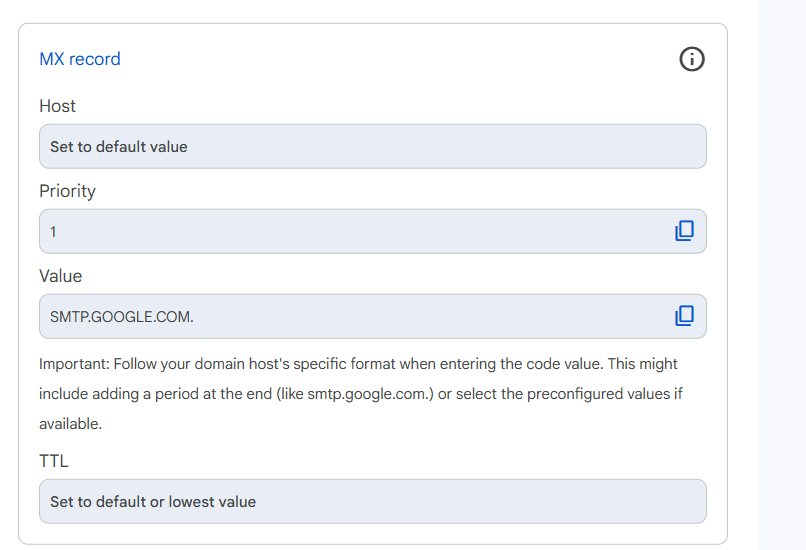 MX record
Host
Set to default value
Priority
1
Value
SMTP.GOOGLE.COM.
Important: Follow your domain host's specific format when entering the code value. This might
include adding a period at the end (like smtp.google.com.) or select the preconfigured values if
available.
TTL
Set to default or lowest value